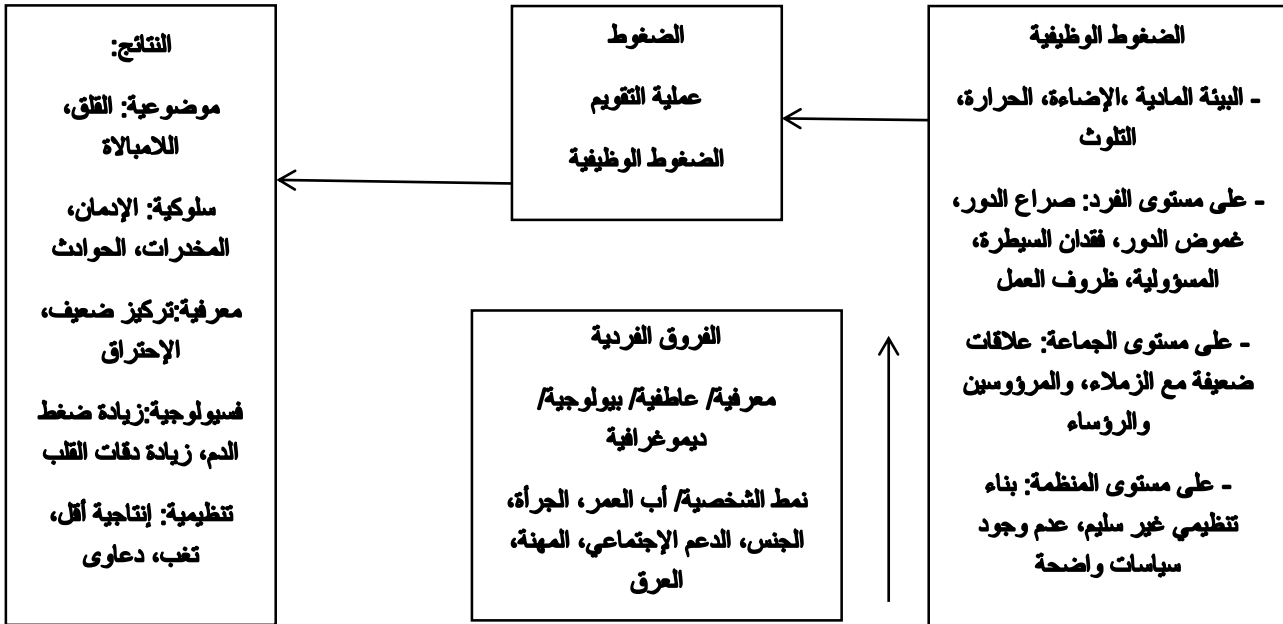 الضغوط الوظيفية
- البيئة المادية ،الإضاءة، الحرارة،
التلوث
- على مستوى الفرد: صراع الدور،
غموض الدور، فقدان السيطرة،
المسؤولية، ظروف العمل
- على مستوى الجماعة: علاقات
ضعيفة مع الزملاء، والمرؤوسين
والرؤساء
- على مستوى المنظمة: بناء
تنظيمي غير سليم، عدم وجود
سياسات واضحة
الضغوط
عملية التقويم
الضغوط الوظيفية
الفروق الفردية
معرفية/ عاطفية/ بيولوجية/
ديموغرافية
نمط الشخصية/ أب العمر، الجرأة،
الجنس، الدعم الإجتماعي، المهنة،
العرق
النتائج:
موضوعية: القلق،
اللامبالاة
سلوكية: الإدمان،
المخدرات، الحوادث
معرفية:تركيز ضعيف،
الإحتراق
فسيولوجية:زيادة ضغط
الدم، زيادة دقات القلب
تنظيمية: إنتاجية أقل،
تغب، دعاوى